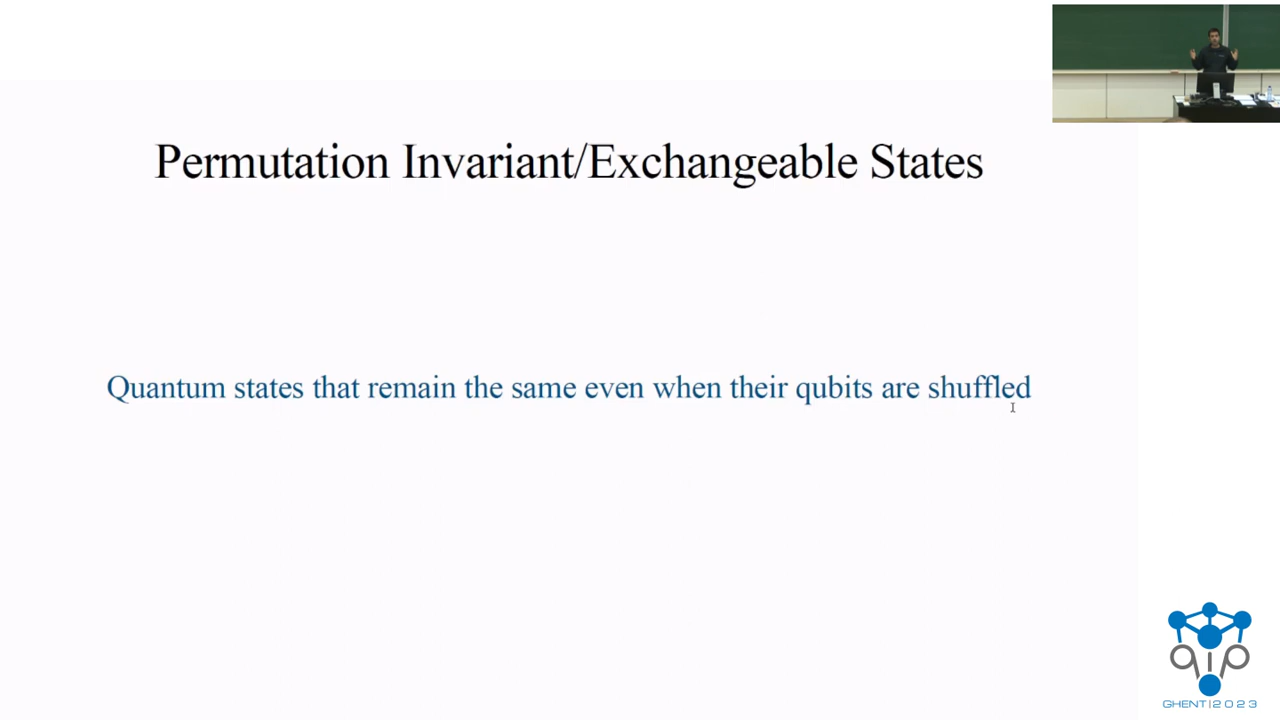 Permutation Invariant/Exchangeable States
Quantum states that remain the same even when their qubits are shuffled
qip
GHENT|2023